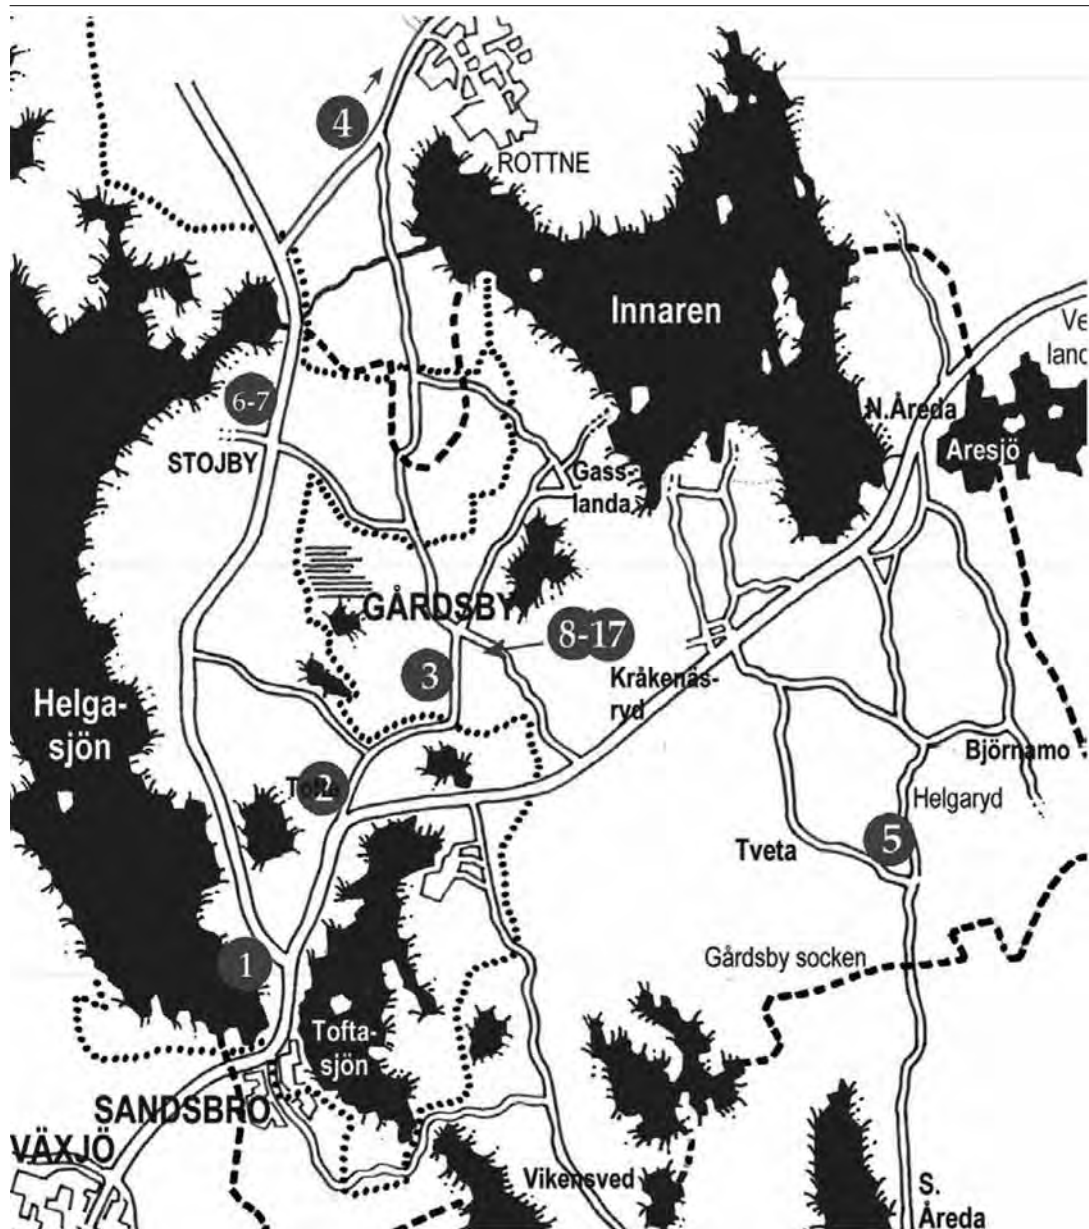 4
ROTTNE
Innaren
Ve
land
6-7
N.Åreda
STOJBY
Aresjö
Gass-
landa
GÅRDSBY
8-17
3
Kråkenäs-
ryd
Helga-
sjön
Björnamo
2
Helgaryd
5
Tveta
1
Gårdsby socken
Tofta-
sjön
SANDSBRO
VÄXJÖ
Vikensved
S.
Åreda